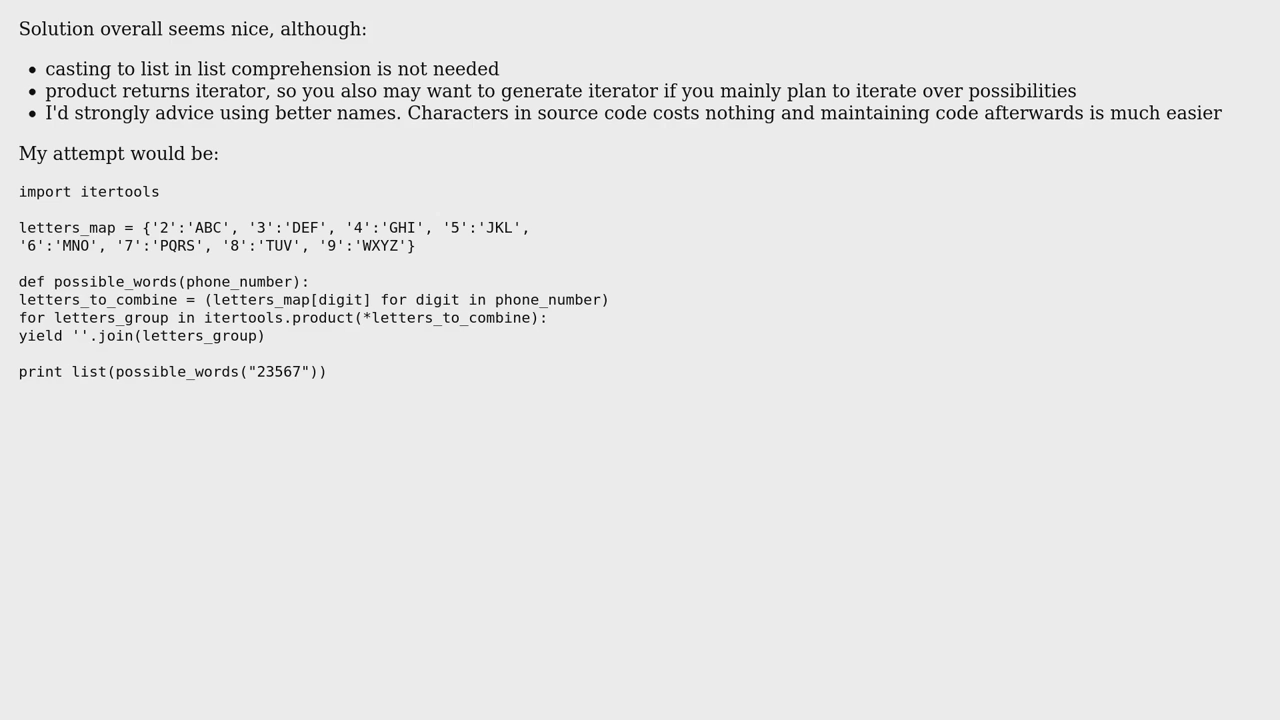 Solution overall seems nice, although:
• casting to list in list comprehension is not needed
• product returns iterator, so you also may want to generate iterator if you mainly plan to iterate over possibilities
• I'd strongly advice using better names. Characters in source code costs nothing and maintaining code afterwards is much easier
My attempt would be:
import itertools
letters_map = {'2':'ABC', '3':'DEF', '4':'GHI', '5':'JKL',
'6':'MNO', '7':'PQRS', '8':'TUV', '9':'WXYZ'}
def possible_words(phone_number):
letters_to_combine = (letters_map[digit] for digit in phone_number)
for letters_group in itertools.product(*letters_to_combine):
yield ''.join(letters_group)
print list(possible_words("23567"))